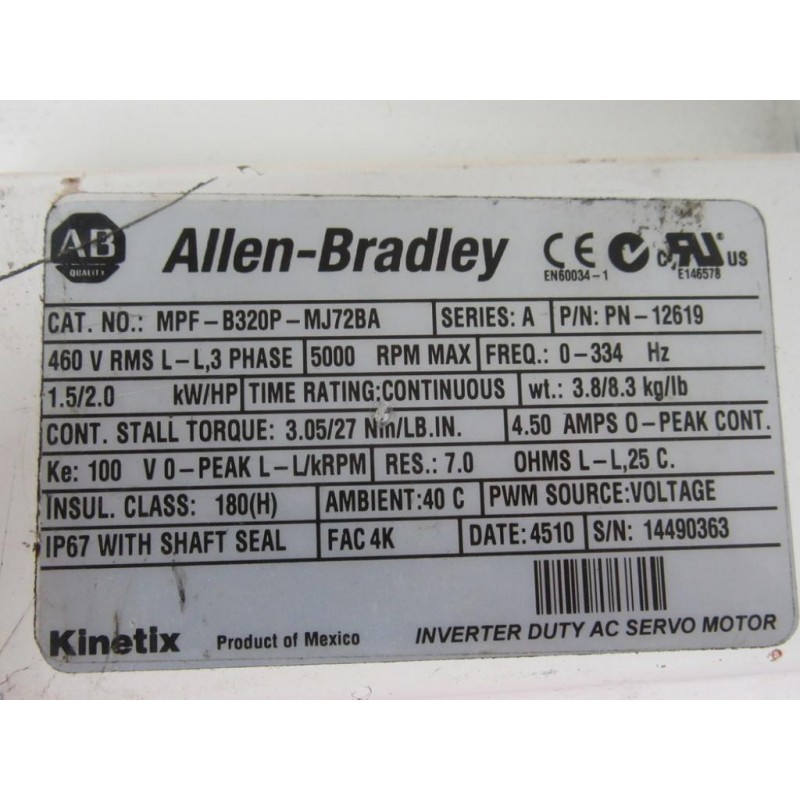 AB
QUALITY
Allen-Bradley
CE
EN60034-1
c RU US
E146578
CAT. NO.: MPF-B320P-MJ72BA SERIES: A P/N: PN-12619
460 V RMS L-L,3 PHASE 5000 RPM MAX FREQ.: 0-334 Hz
1.5/2.0 kW/HP TIME RATING:CONTINUOUS wt.: 3.8/8.3 kg/lb
CONT. STALL TORQUE: 3.05/27 Nm/LB.IN. 4.50 AMPS 0-PEAK CONT.
Ke: 100 V 0-PEAK L-L/kRPM RES.: 7.0 OHMS L-L,25 C.
INSUL. CLASS: 180(H) AMBIENT:40 C PWM SOURCE:VOLTAGE
IP67 WITH SHAFT SEAL FAC 4K DATE: 4510 S/N: 14490363
Kinetix Product of Mexico INVERTER DUTY AC SERVO MOTOR